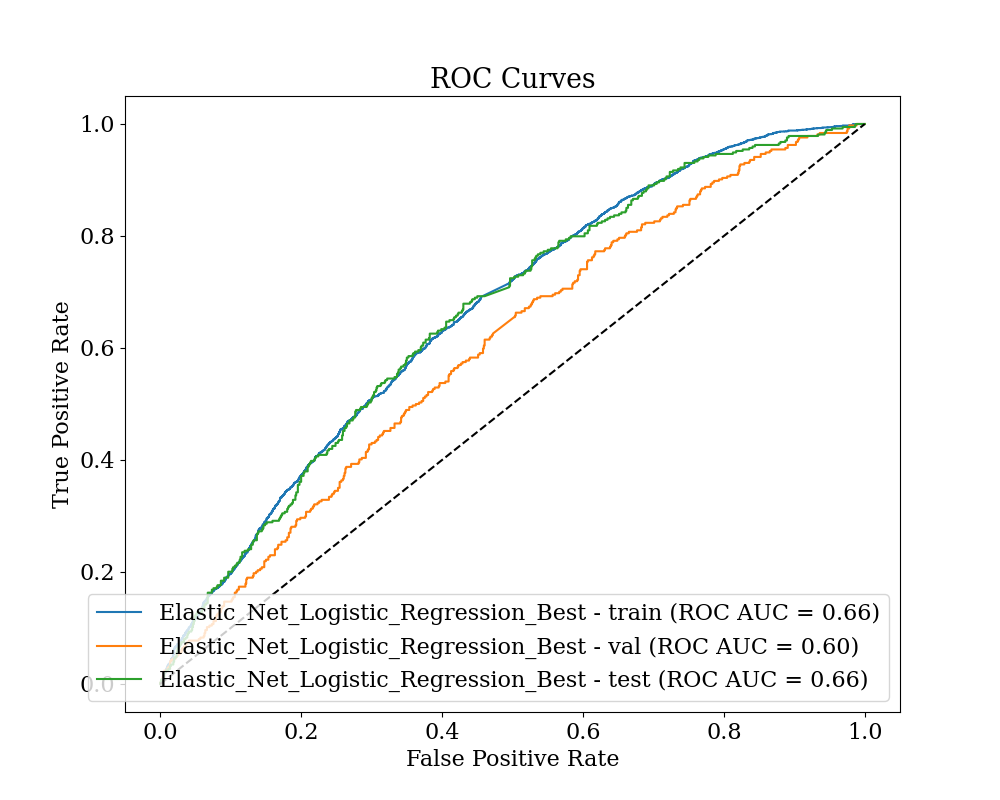 ROC Curves
True Positive Rate
1.0
0.8
0.6
0.4
0.2
0.0
Elastic_Net_Logistic_Regression_Best - train (ROC AUC = 0.66)
Elastic_Net_Logistic_Regression_Best - val (ROC AUC = 0.60)
Elastic_Net_Logistic_Regression_Best - test (ROC AUC = 0.66)
0.0 0.2 0.4 0.6 0.8 1.0
False Positive Rate